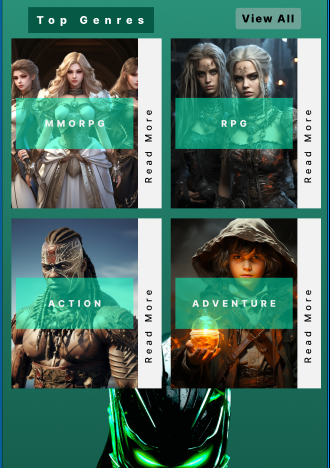 Top Genres
View All
MMORPG
Read More
RPG
Read More
ACTION
Read More
ADVENTURE
Read More